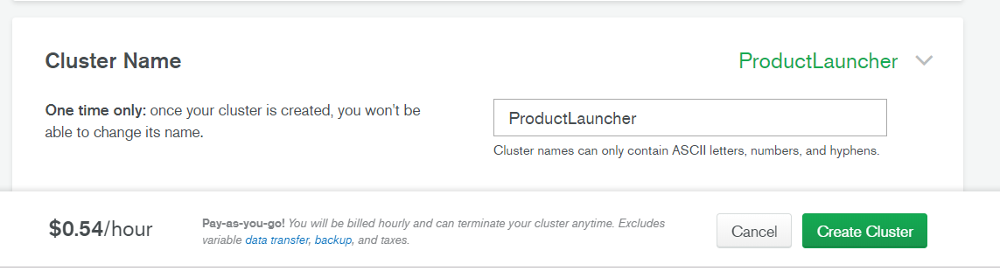 Cluster Name
ProductLauncher
One time only: once your cluster is created, you won't be
able to change its name.
ProductLauncher
Cluster names can only contain ASCII letters, numbers, and hyphens.
$0.54/hour
Pay-as-you-go! You will be billed hourly and can terminate your cluster anytime. Excludes
variable data transfer, backup, and taxes.
Cancel
Create Cluster